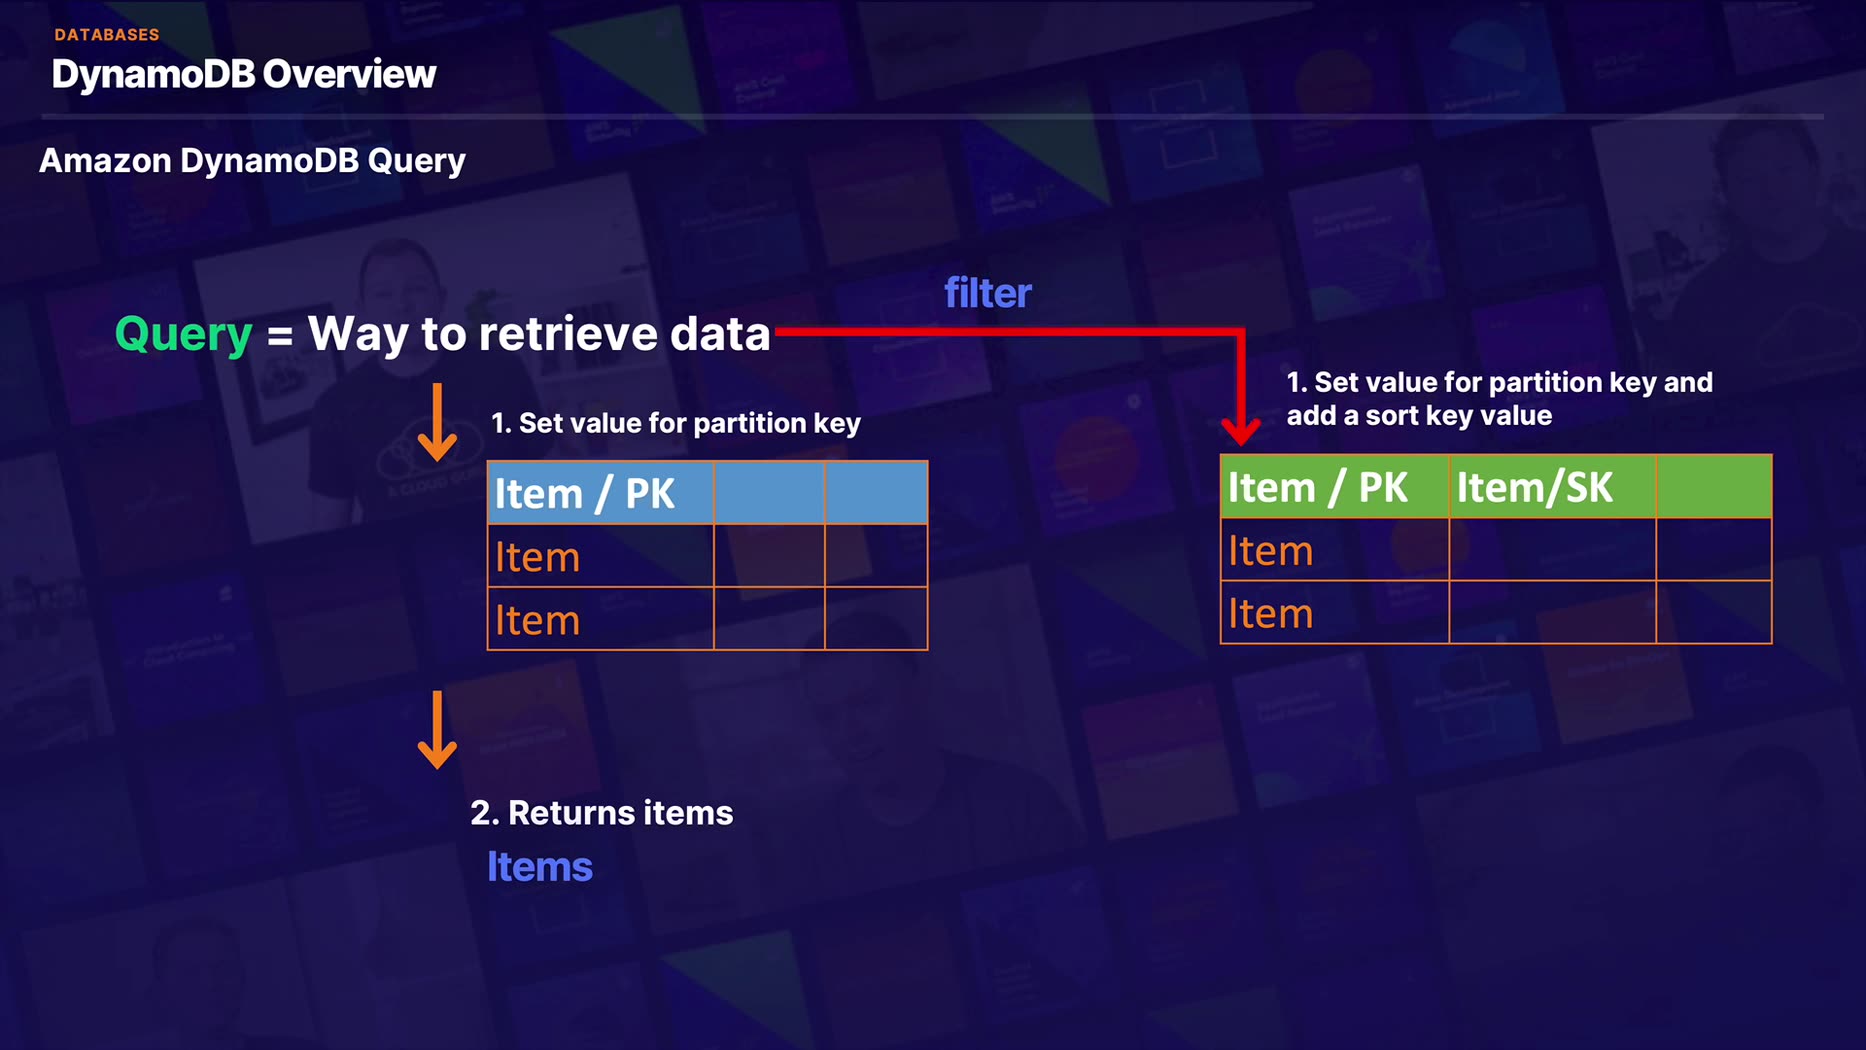 DATABASES
DynamoDB Overview
Amazon DynamoDB Query
filter
Query = Way to retrieve data
1. Set value for partition key and
add a sort key value
1. Set value for partition key
Item / PK
Item
Item
Item / PK Item/SK
Item
Item
2. Returns items
Items
A CLOUD GURU